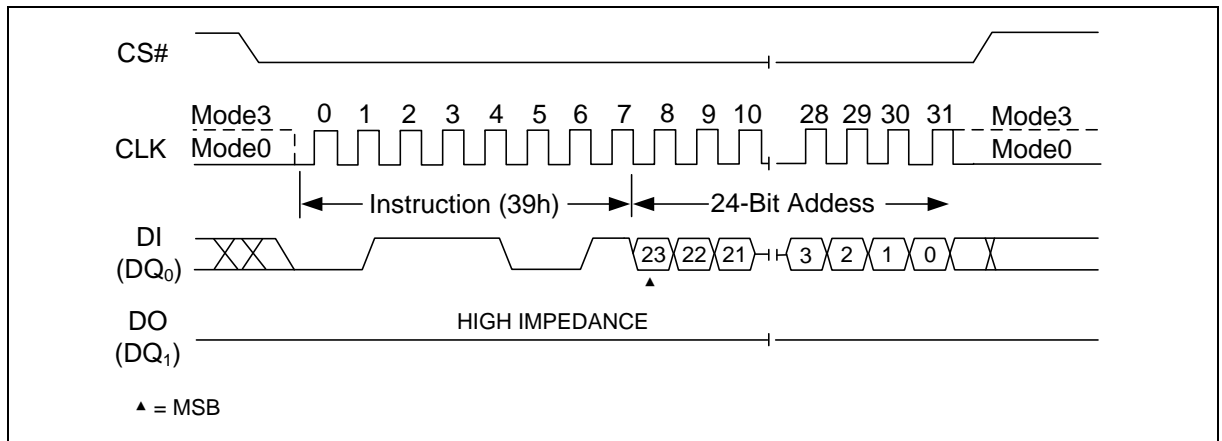 CS#
Mode3 0 1 2 3 4 5 6 7 8 9 10 28 29 30 31 Mode3
CLK Mode0 Mode0
Instruction (39h) 24-Bit Addess
DI
(DQ0) 23 22 21 3 2 1 0
▲
DO HIGH IMPEDANCE
(DQ1)
▲ = MSB